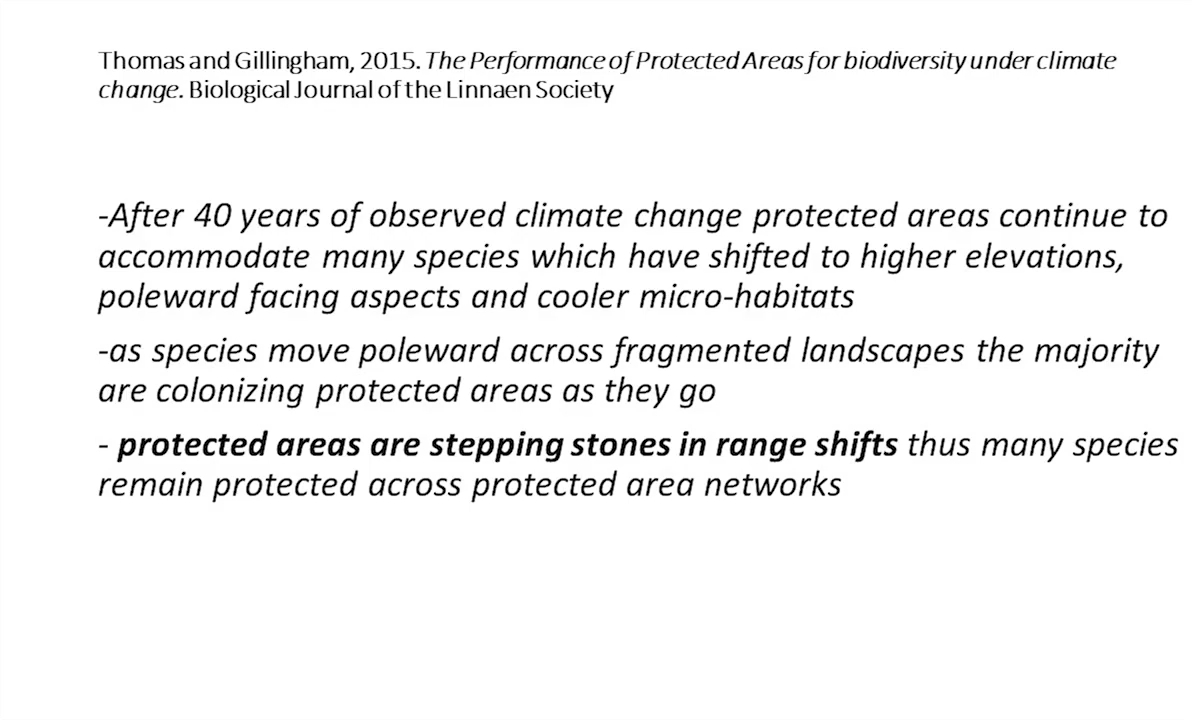 Thomas and Gillingham, 2015. The Performance of Protected Areas for biodiversity under climate
change. Biological Journal of the Linnaen Society
-After 40 years of observed climate change protected areas continue to
accommodate many species which have shifted to higher elevations,
poleward facing aspects and cooler micro-habitats
-as species move poleward across fragmented landscapes the majority
are colonizing protected areas as they go
- protected areas are stepping stones in range shifts thus many species
remain protected across protected area networks